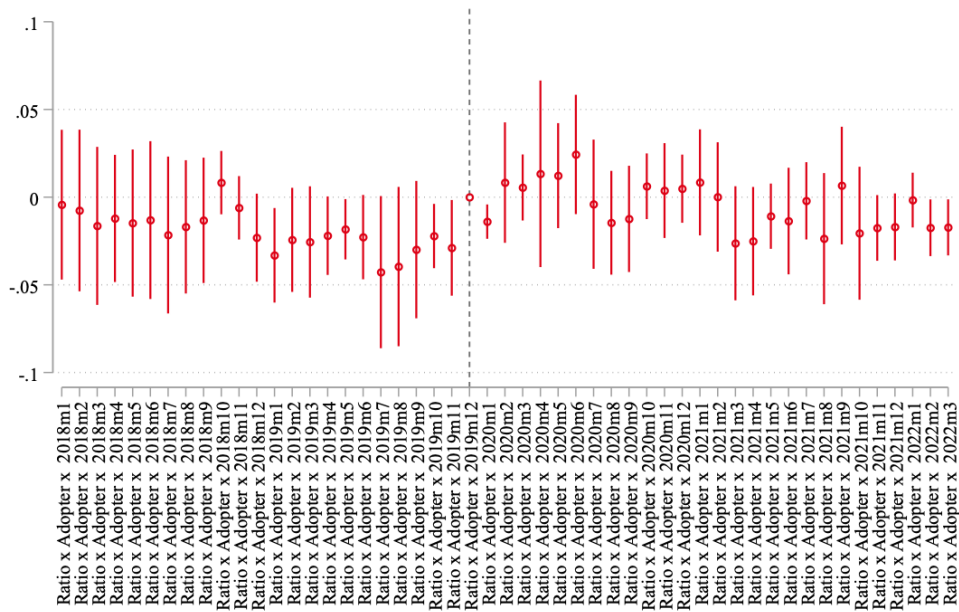 .1
.05
0
-.05
-.1
Ratio x Adopter x 2018m1
Ratio x Adopter x 2018m2
Ratio x Adopter x 2018m3
Ratio x Adopter x 2018m4
Ratio x Adopter x 2018m5
Ratio x Adopter x 2018m6
Ratio x Adopter x 2018m7
Ratio x Adopter x 2018m8
Ratio x Adopter x 2018m9
Ratio x Adopter x 2018m10
Ratio x Adopter x 2018m11
Ratio x Adopter x 2018m12
Ratio x Adopter x 2019m1
Ratio x Adopter x 2019m2
Ratio x Adopter x 2019m3
Ratio x Adopter x 2019m4
Ratio x Adopter x 2019m5
Ratio x Adopter x 2019m6
Ratio x Adopter x 2019m7
Ratio x Adopter x 2019m8
Ratio x Adopter x 2019m9
Ratio x Adopter x 2019m10
Ratio x Adopter x 2019m11
Ratio x Adopter x 2019m12
Ratio x Adopter x 2020m1
Ratio x Adopter x 2020m2
Ratio x Adopter x 2020m3
Ratio x Adopter x 2020m4
Ratio x Adopter x 2020m5
Ratio x Adopter x 2020m6
Ratio x Adopter x 2020m7
Ratio x Adopter x 2020m8
Ratio x Adopter x 2020m9
Ratio x Adopter x 2020m10
Ratio x Adopter x 2020m11
Ratio x Adopter x 2020m12
Ratio x Adopter x 2021m1
Ratio x Adopter x 2021m2
Ratio x Adopter x 2021m3
Ratio x Adopter x 2021m4
Ratio x Adopter x 2021m5
Ratio x Adopter x 2021m6
Ratio x Adopter x 2021m7
Ratio x Adopter x 2021m8
Ratio x Adopter x 2021m9
Ratio x Adopter x 2021m10
Ratio x Adopter x 2021m11
Ratio x Adopter x 2021m12
Ratio x Adopter x 2022m1
Ratio x Adopter x 2022m2
Ratio x Adopter x 2022m3